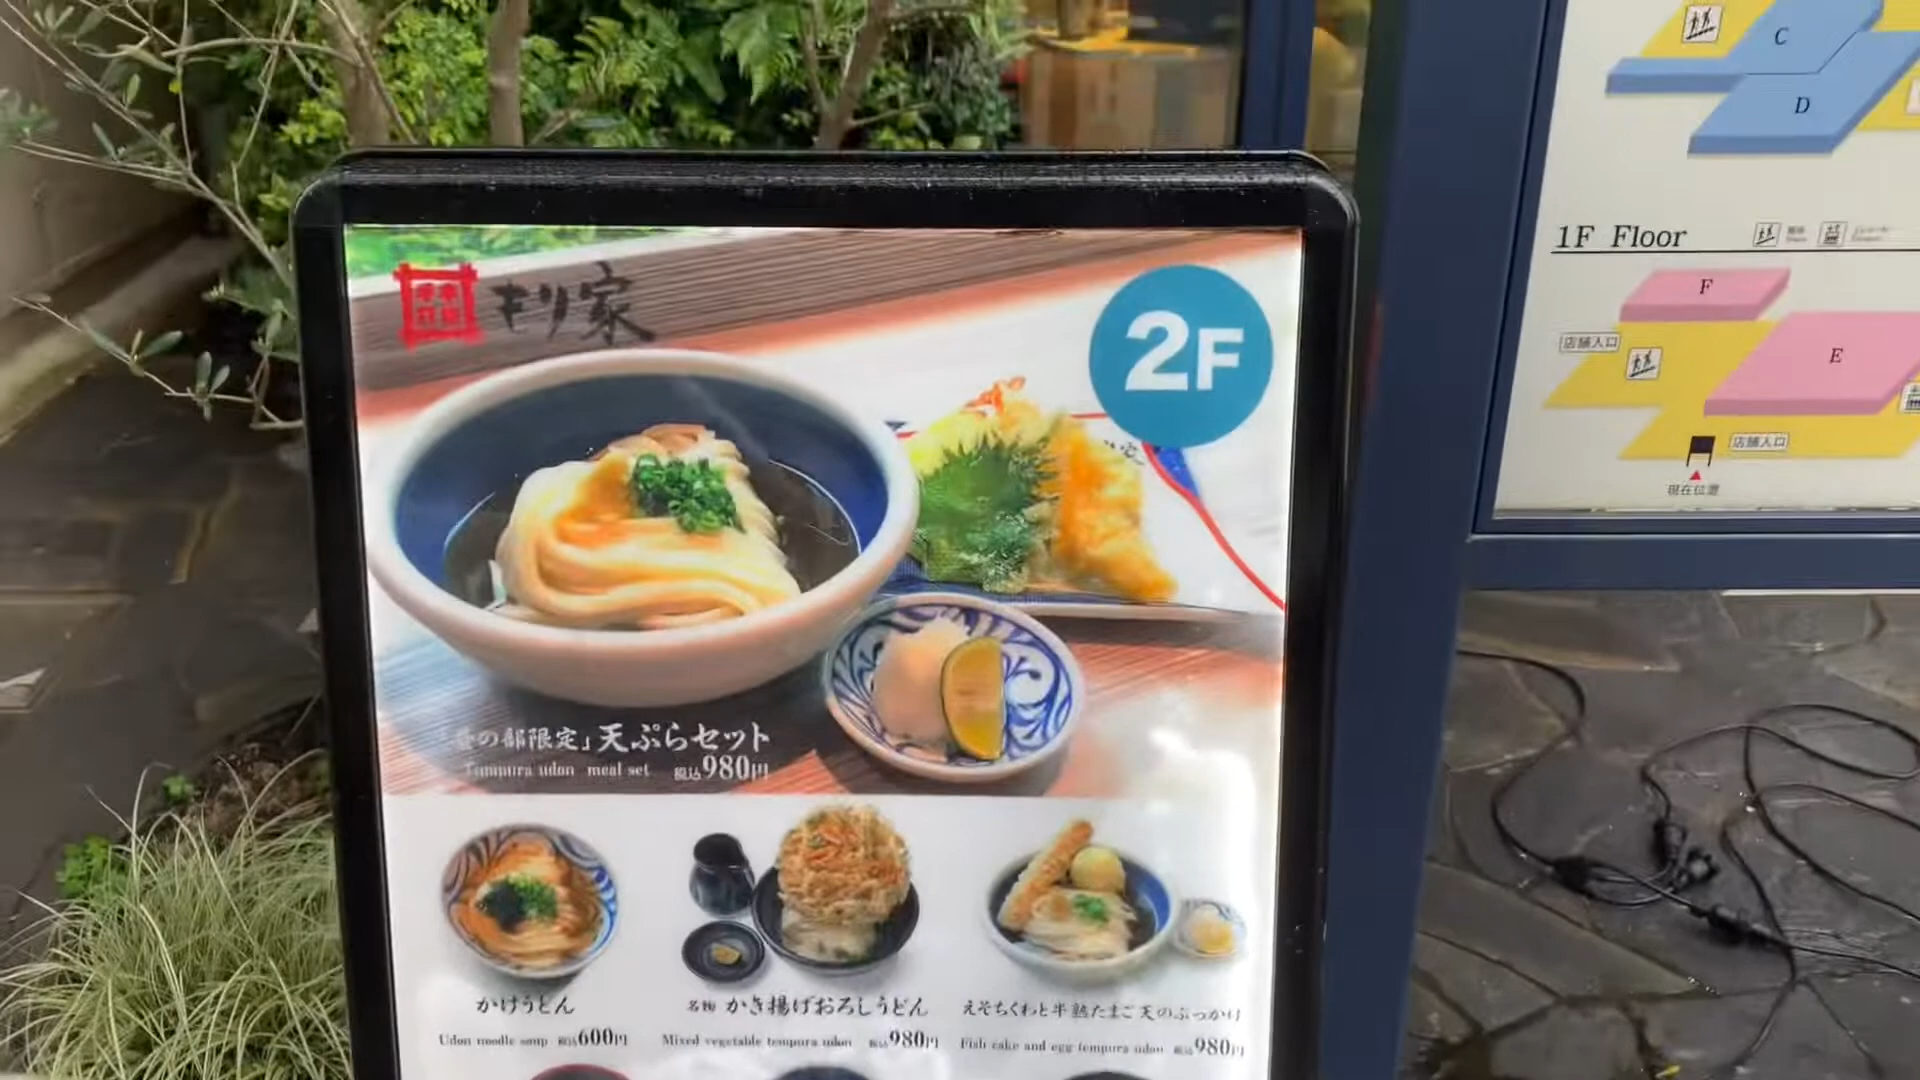 もり家
2F
昼の部限定」天ぷらセット
Tempura udon meal set 税込980円
かけうどん
Udon noodle soup 税込600円
名物 かき揚げおろしうどん
Mixed vegetable tempura udon 税込980円
えそちくわと半熟たまご天のぶっかけ
Fish cake and egg tempura udon 税込980円
C
D
1F Floor
F
店舗入口
E
店舗入口
現在位置